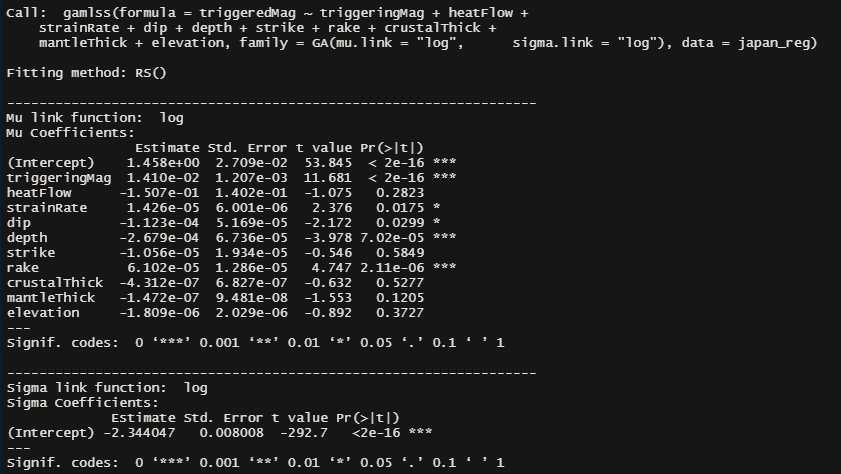 Call:  gamlss(formula = triggeredMag ~ triggeringMag + heatFlow +
    strainRate + dip + depth + strike + rake + crustalThick +
    mantleThick + elevation, family = GA(mu.link = "log",      sigma.link = "log"), data = japan_reg)
Fitting method: RS()
------------------------------------------------------------------
Mu link function:  log
Mu Coefficients:
                Estimate Std. Error t value Pr(>|t|)
(Intercept)    1.458e+00  2.709e-02  53.845  < 2e-16 ***
triggeringMag  1.410e-02  1.207e-03  11.681  < 2e-16 ***
heatFlow      -1.507e-01  1.402e-01  -1.075   0.2823
strainRate     1.426e-05  6.001e-06   2.376   0.0175 *
dip           -1.123e-04  5.169e-05  -2.172   0.0299 *
depth         -2.679e-04  6.736e-05  -3.978 7.02e-05 ***
strike        -1.056e-05  1.934e-05  -0.546   0.5849
rake           6.102e-05  1.286e-05   4.747 2.11e-06 ***
crustalThick  -4.312e-07  6.827e-07  -0.632   0.5277
mantleThick   -1.472e-07  9.481e-08  -1.553   0.1205
elevation     -1.809e-06  2.029e-06  -0.892   0.3727
---
Signif. codes:  0 ‘***’ 0.001 ‘**’ 0.01 ‘*’ 0.05 ‘.’ 0.1 ‘ ’ 1
------------------------------------------------------------------
Sigma link function:  log
Sigma Coefficients:
             Estimate Std. Error t value Pr(>|t|)
(Intercept) -2.344047   0.008008  -292.7   <2e-16 ***
---
Signif. codes:  0 ‘***’ 0.001 ‘**’ 0.01 ‘*’ 0.05 ‘.’ 0.1 ‘ ’ 1